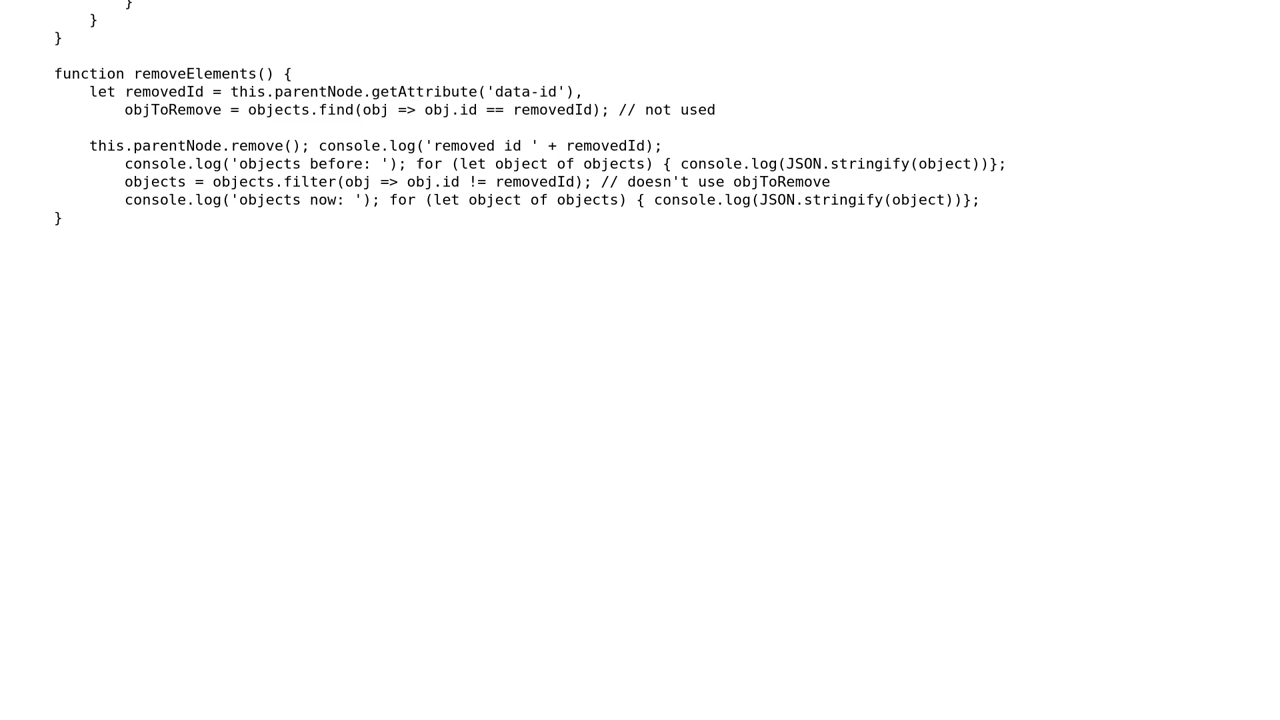 }
    }
}

function removeElements() {
    let removedId = this.parentNode.getAttribute('data-id'),
        objToRemove = objects.find(obj => obj.id == removedId); // not used

    this.parentNode.remove(); console.log('removed id ' + removedId);
        console.log('objects before: '); for (let object of objects) { console.log(JSON.stringify(object))};
        objects = objects.filter(obj => obj.id != removedId); // doesn't use objToRemove
        console.log('objects now: '); for (let object of objects) { console.log(JSON.stringify(object))};
}